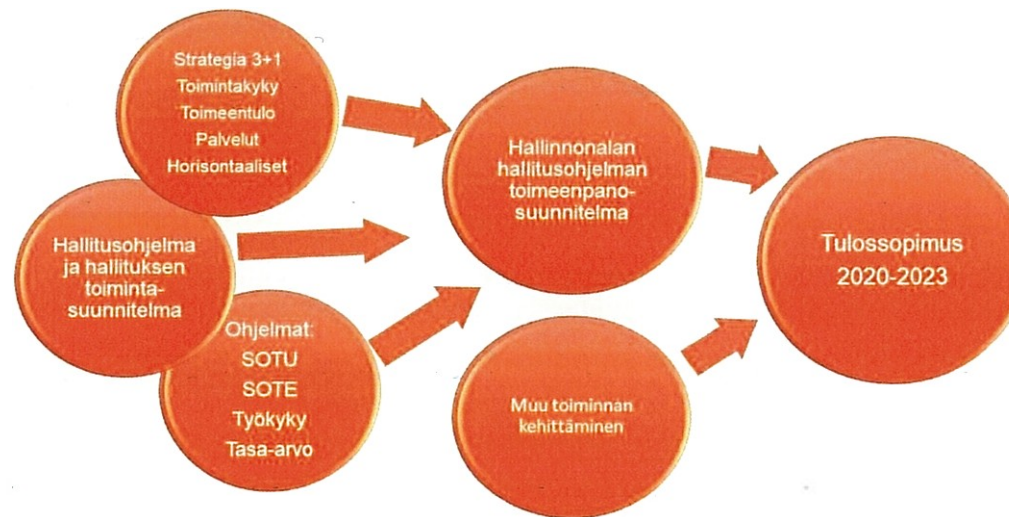 Strategia 3+1
Toimintakyky
Toimeentulo
Palvelut
Horisontaaliset
Hallitusohjelma
ja hallituksen
toiminta-
suunnitelma
Ohjelmat:
SOTU
SOTE
Työkyky
Tasa-arvo
Hallinnonalan
hallitusohjelman
toimeenpano-
suunnitelma
Muu toiminnan
kehittäminen
Tulossopimus
2020-2023